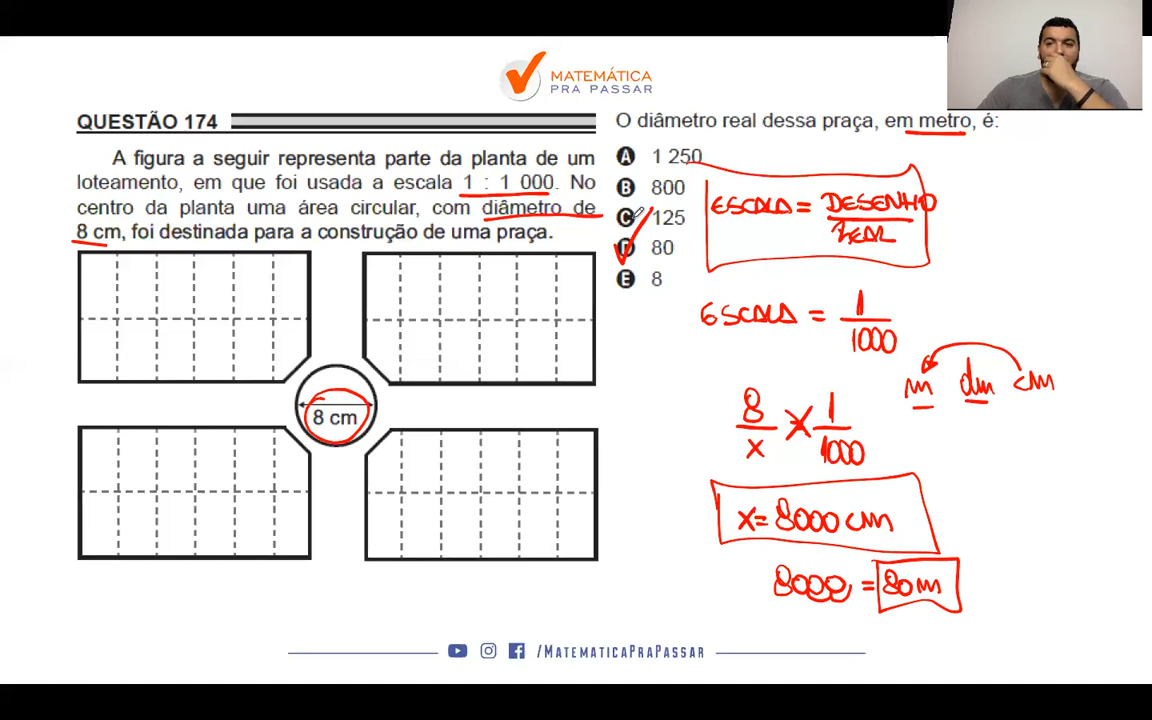 MATEMÁTICA
PRA PASSAR
QUESTÃO 174
A figura a seguir representa parte da planta de um
loteamento, em que foi usada a escala 1 : 1 000. No
centro da planta uma área circular, com diâmetro de
8 cm, foi destinada para a construção de uma praça.
8 cm
O diâmetro real dessa praça, em metro, é:
A 1 250
B 800
C 125
D 80
E 8
ESCALA = DESENHO
REAL
ESCALA = 1
1000
m dm cm
8 1
x 1000
x= 8000 cm
8000 = 80m
/MATEMATICAPRAPASSAR